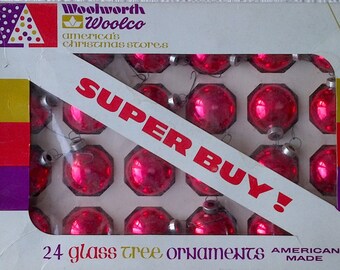 Woolworth
Woolco
america's
christmas stores
SUPER BUY!
24 glass tree ornaments
AMERICAN
MADE